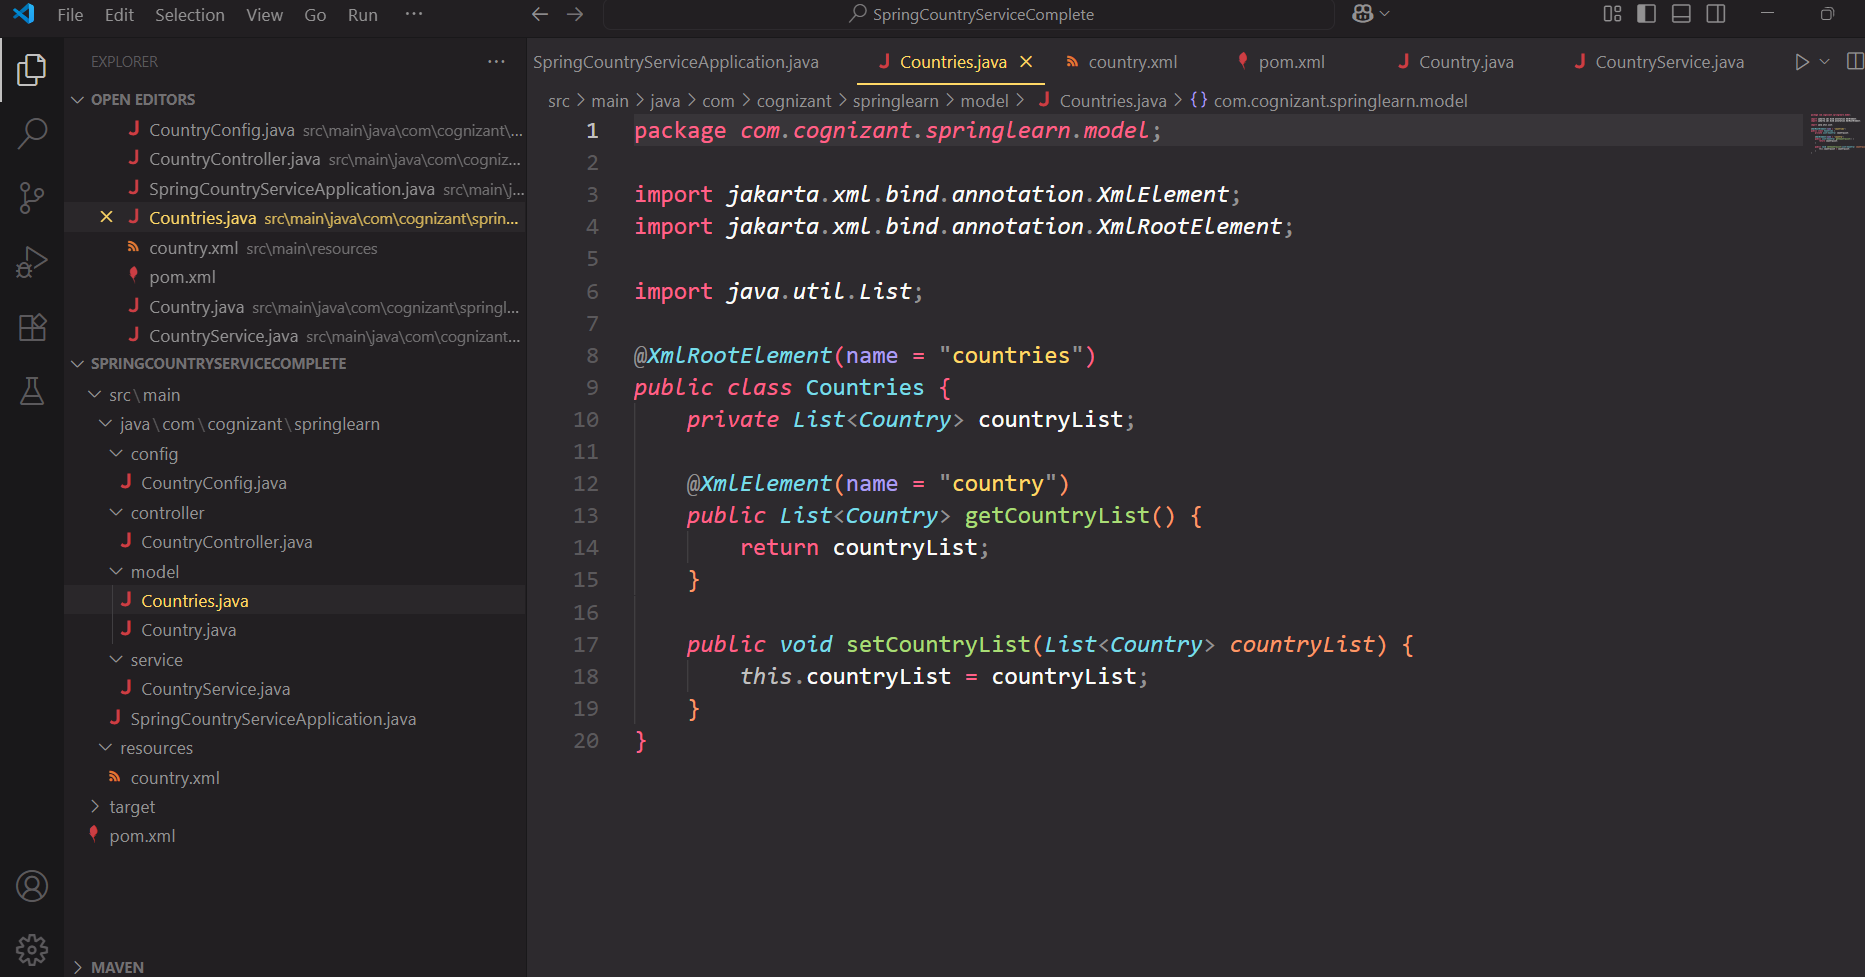 File Edit Selection View Go Run ··· SpringCountryServiceComplete
EXPLORER ···
OPEN EDITORS
CountryConfig.java src\main\java\com\cognizant\...
CountryController.java src\main\java\com\cogniz...
SpringCountryServiceApplication.java src\main\j...
Countries.java src\main\java\com\cognizant\sprin...
country.xml src\main\resources
pom.xml
Country.java src\main\java\com\cognizant\springl...
CountryService.java src\main\java\com\cognizant...
SPRINGCOUNTRYSERVICECOMPLETE
src\main
java\com\cognizant\springlearn
config
CountryConfig.java
controller
CountryController.java
model
Countries.java
Country.java
service
CountryService.java
SpringCountryServiceApplication.java
resources
country.xml
target
pom.xml
MAVEN
SpringCountryServiceApplication.java Countries.java country.xml pom.xml Country.java CountryService.java
src > main > java > com > cognizant > springlearn > model > Countries.java > {} com.cognizant.springlearn.model
1 package com.cognizant.springlearn.model;
2
3 import jakarta.xml.bind.annotation.XmlElement;
4 import jakarta.xml.bind.annotation.XmlRootElement;
5
6 import java.util.List;
7
8 @XmlRootElement(name = "countries")
9 public class Countries {
10 private List<Country> countryList;
11
12 @XmlElement(name = "country")
13 public List<Country> getCountryList() {
14 return countryList;
15 }
16
17 public void setCountryList(List<Country> countryList) {
18 this.countryList = countryList;
19 }
20 }